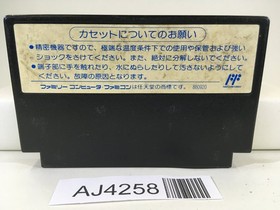 カセットについてのお願い
●精密機器ですので、極端な温度条件下での使用や保管および強い
ショックをさけてください。また、絶対に分解しないでください。
●端子部に手を触れたり、水にぬらしたりして汚さないようにして
ください。故障の原因となります。
ファミリーコンピュータ・ファミコンは任天堂の商標です。
AJ4258